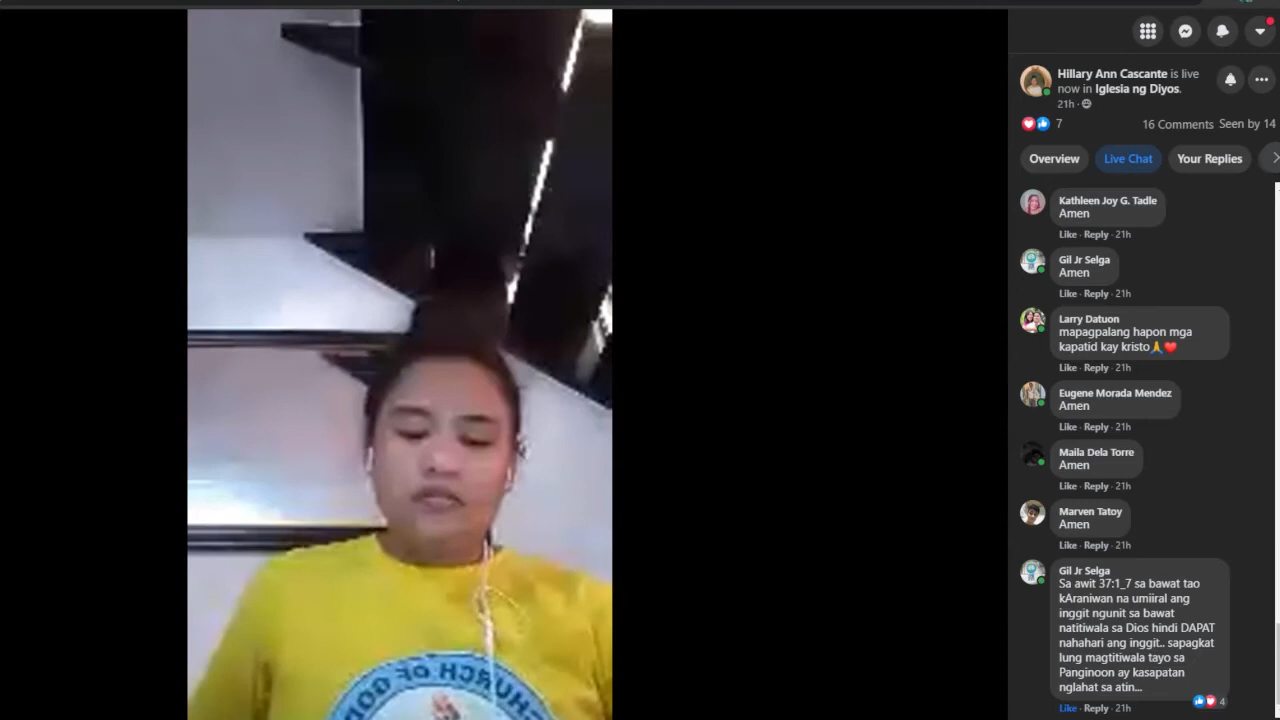 Hillary Ann Cascante is live
now in Iglesia ng Diyos.
21h
7
16 Comments Seen by 14
Overview
Live Chat
Your Replies
Kathleen Joy G. Tadle
Amen
Like · Reply · 21h
Gil Jr Selga
Amen
Like · Reply · 21h
Larry Datuon
mapagpalang hapon mga
kapatid kay kristo🙏❤️
Like · Reply · 21h
Eugene Morada Mendez
Amen
Like · Reply · 21h
Maila Dela Torre
Amen
Like · Reply · 21h
Marven Tatoy
Amen
Like · Reply · 21h
Gil Jr Selga
Sa awit 37:1_7 sa bawat tao
kAraniwan na umiiral ang
inggit ngunit sa bawat
natitiwala sa Dios hindi DAPAT
nahahari ang inggit.. sapagkat
lung magtitiwala tayo sa
Panginoon ay kasapatan
nglahat sa atin...
4
Like · Reply · 21h
CHURCH OF GOD